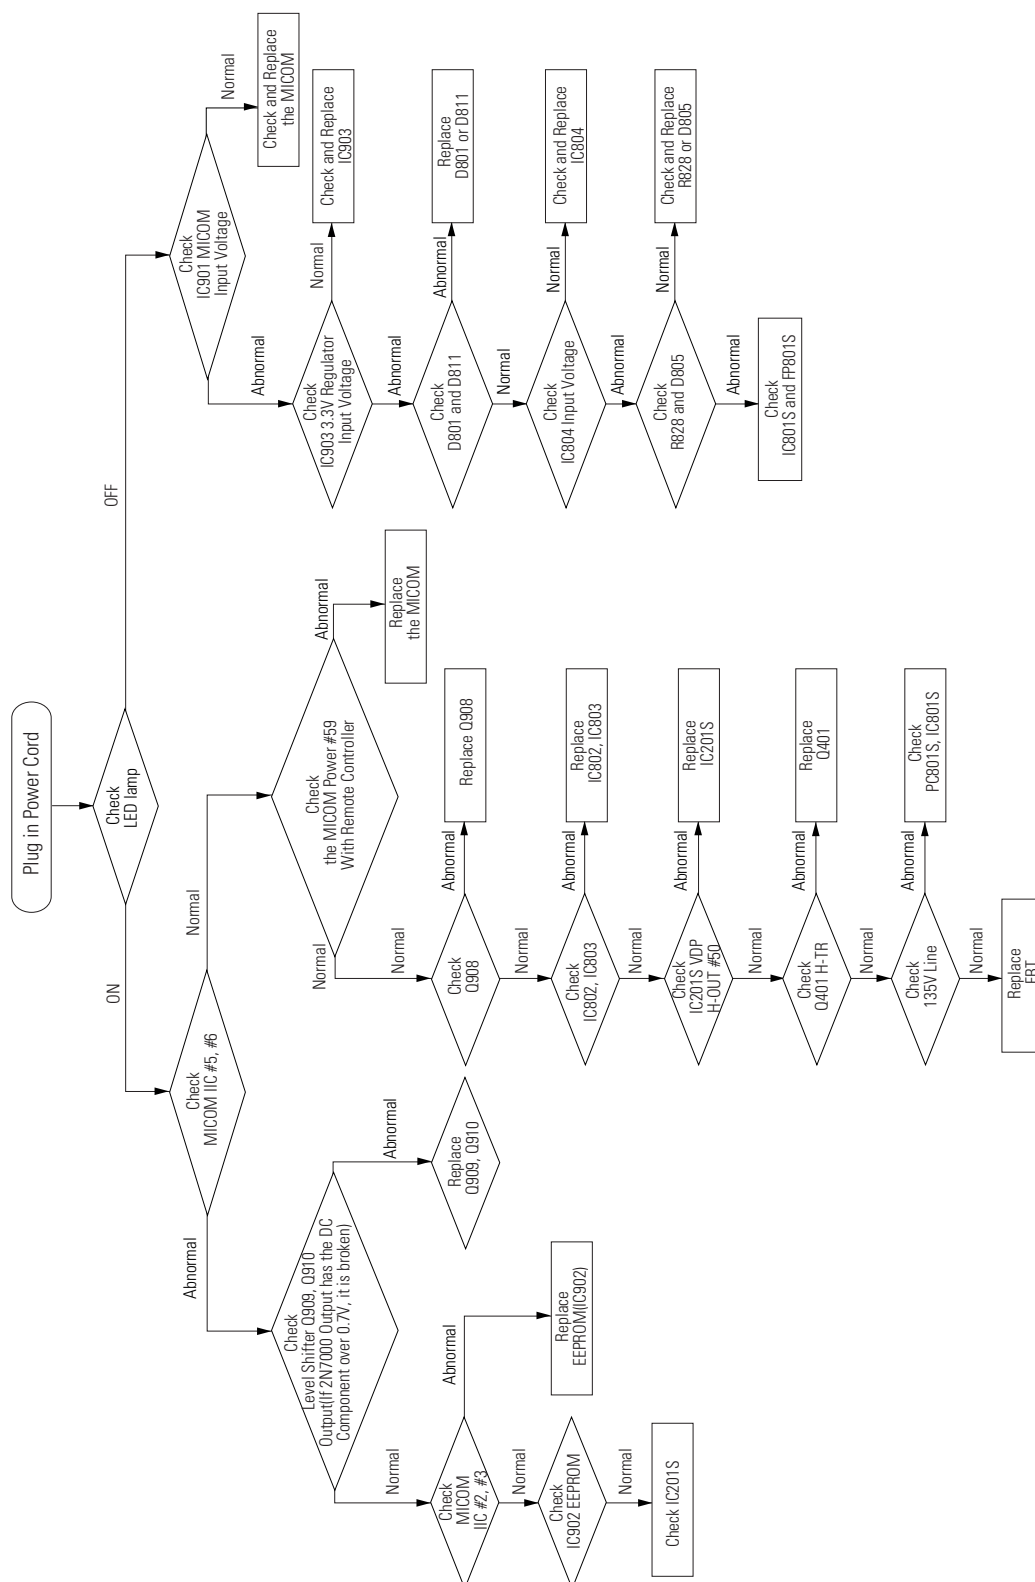 Plug in Power Cord
Check
LED lamp
ON
OFF
Check
MICOM IIC #5, #6
Abnormal
Normal
Check
Level Shifter Q909, Q910
Output(If 2N7000 Output has the DC
Component over 0.7V, it is broken)
Normal
Abnormal
Check
MICOM
IIC #2, #3
Normal
Abnormal
Check
IC902 EEPROM
Normal
Check IC201S
Replace
EEPROM(IC902)
Replace
Q909, Q910
Check
the MICOM Power #59
With Remote Controller
Normal
Abnormal
Replace
the MICOM
Normal
Check
Q908
Abnormal
Replace Q908
Normal
Check
IC802, IC803
Abnormal
Replace
IC802, IC803
Normal
Check
IC201S VDP
H-OUT #50
Abnormal
Replace
IC201S
Normal
Check
Q401 H-TR
Abnormal
Replace
Q401
Normal
Check
135V Line
Abnormal
Check
PC801S, IC801S
Normal
Replace
FBT
Check
IC901 MICOM
Input Voltage
Normal
Check and Replace
the MICOM
Abnormal
Check
IC903 3.3V Regulator
Input Voltage
Normal
Check and Replace
IC903
Abnormal
Check
D801 and D811
Abnormal
Replace
D801 or D811
Normal
Check
IC804 Input Voltage
Normal
Check and Replace
IC804
Abnormal
Check
R828 and D805
Normal
Check and Replace
R828 or D805
Abnormal
Check
IC801S and FP801S